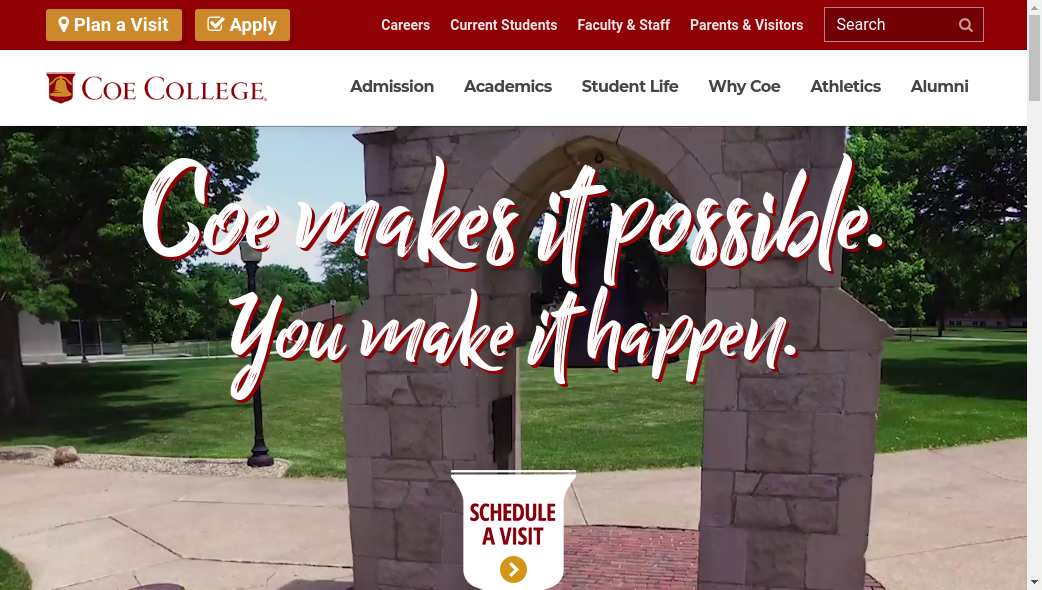 Plan a Visit
Apply
Careers
Current Students
Faculty & Staff
Parents & Visitors
Search
COE COLLEGE
Admission
Academics
Student Life
Why Coe
Athletics
Alumni
Coe makes it possible.
You make it happen.
SCHEDULE
A VISIT